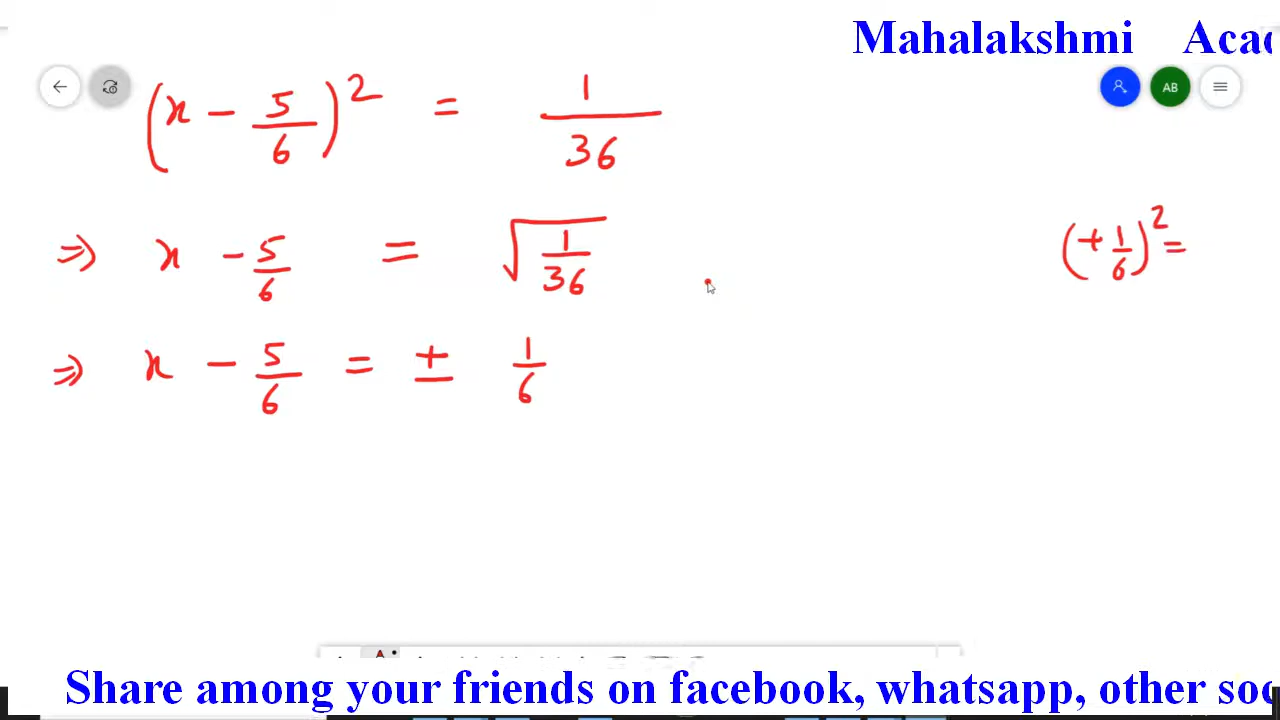 Mahalakshmi Acad
AB
(x - 5/6)² = 1/36
⇒ x - 5/6 = √(1/36)
(+ 1/6)² =
⇒ x - 5/6 = ± 1/6
Share among your friends on facebook, whatsapp, other soc